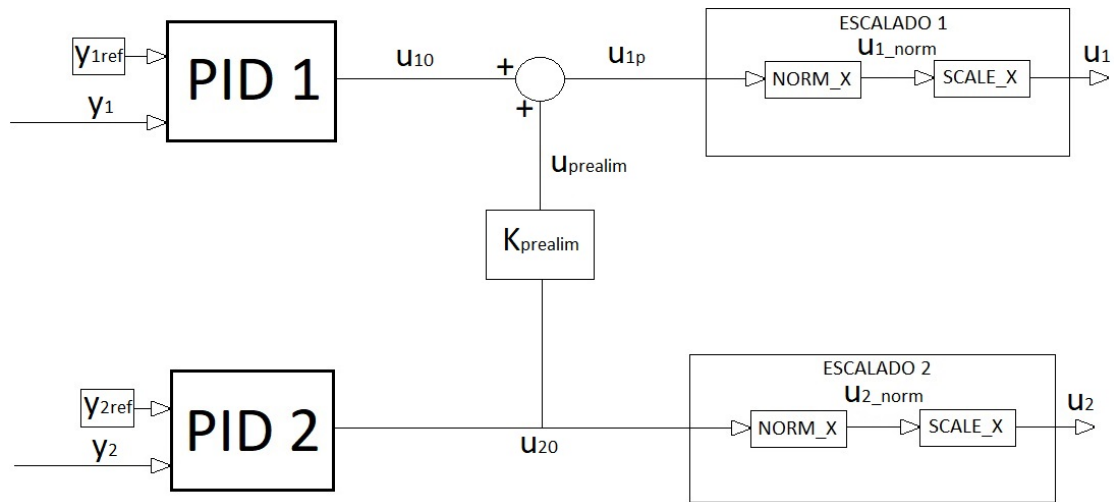 ESCALADO 1
y1ref
PID 1
u10
+
+
u1p
u1_norm
NORM_X
SCALE_X
u1
y1
uprealim
Kprealim
ESCALADO 2
y2ref
PID 2
u20
u2_norm
NORM_X
SCALE_X
u2
y2